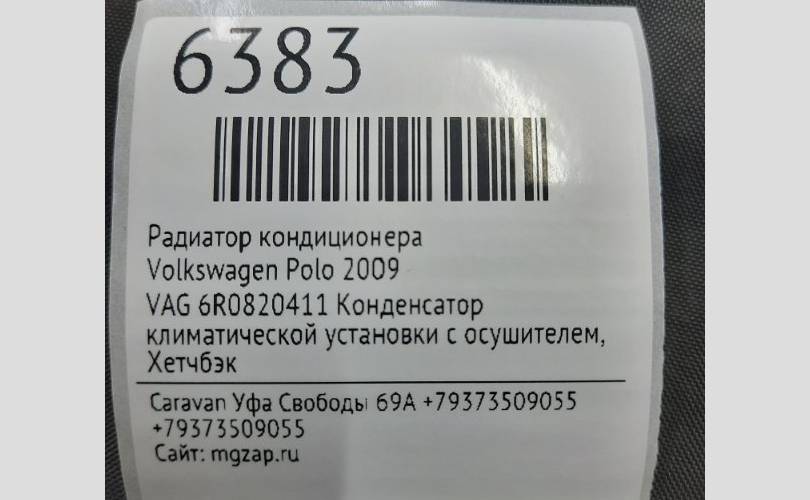 6383
Радиатор кондиционера
Volkswagen Polo 2009
VAG 6R0820411 Конденсатор
климатической установки с осушителем,
Хетчбэк
Caravan Уфа Свободы 69А +79373509055
+79373509055
Сайт: mgzap.ru